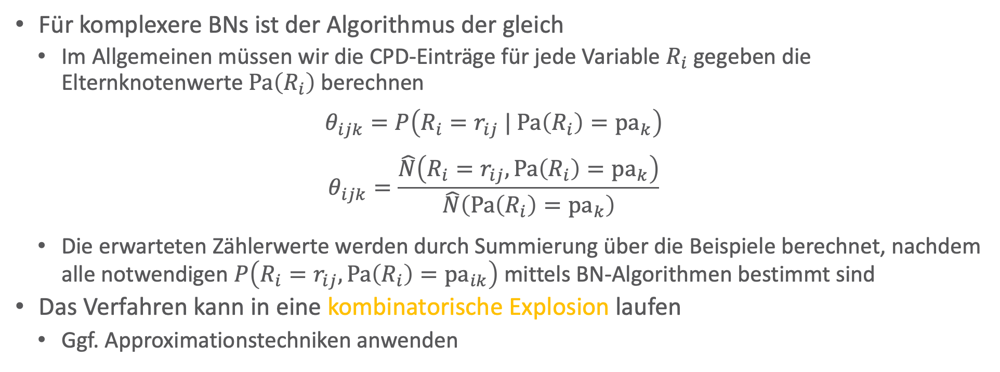 • Für komplexere BNs ist der Algorithmus der gleich
• Im Allgemeinen müssen wir die CPD-Einträge für jede Variable $R_i$ gegeben die
Elternknotenwerte $\mathrm{Pa}(R_i)$ berechnen
$\theta_{ijk} = P\left(R_i = r_{ij} \mid \mathrm{Pa}(R_i) = \mathrm{pa}_k\right)$
$\theta_{ijk} = \frac{\widehat{N}\left(R_i = r_{ij}, \mathrm{Pa}(R_i) = \mathrm{pa}_k\right)}{\widehat{N}(\mathrm{Pa}(R_i) = \mathrm{pa}_k)}$
• Die erwarteten Zählerwerte werden durch Summierung über die Beispiele berechnet, nachdem
alle notwendigen $P\left(R_i = r_{ij}, \mathrm{Pa}(R_i) = \mathrm{pa}_{ik}\right)$ mittels BN-Algorithmen bestimmt sind
• Das Verfahren kann in eine kombinatorische Explosion laufen
• Ggf. Approximationstechniken anwenden